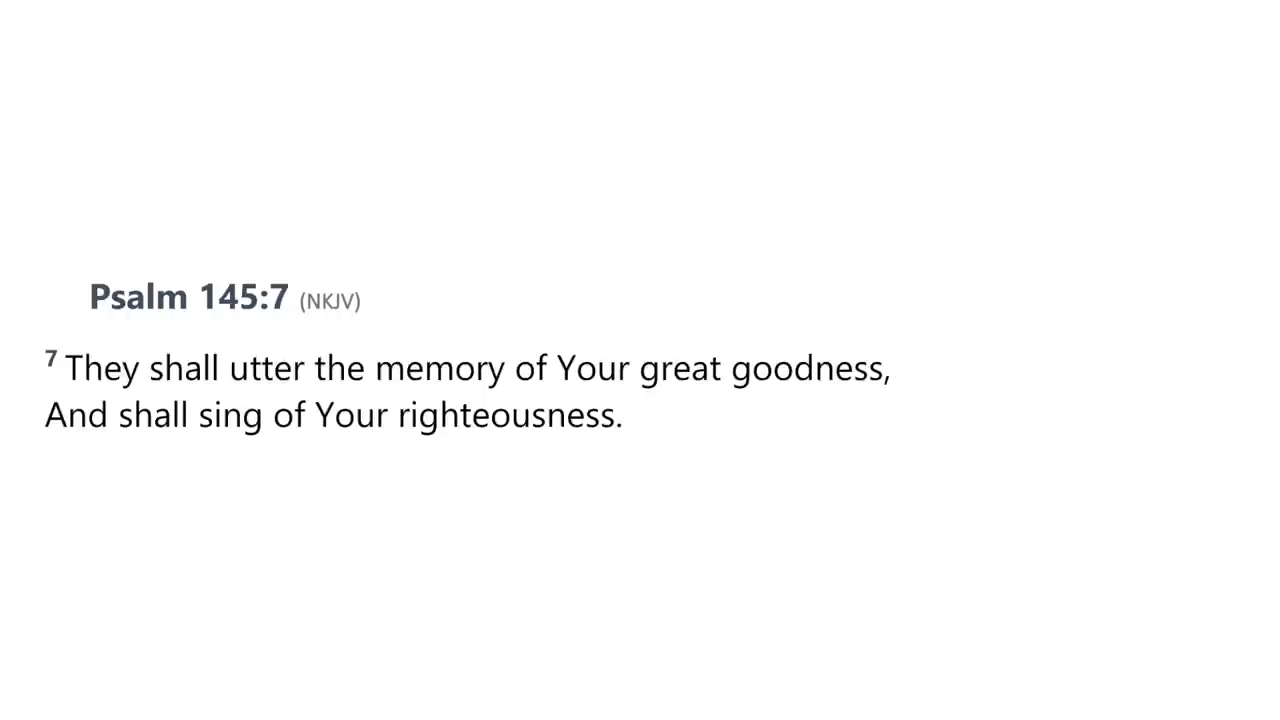 Psalm 145:7 (NKJV)
7 They shall utter the memory of Your great goodness,
And shall sing of Your righteousness.